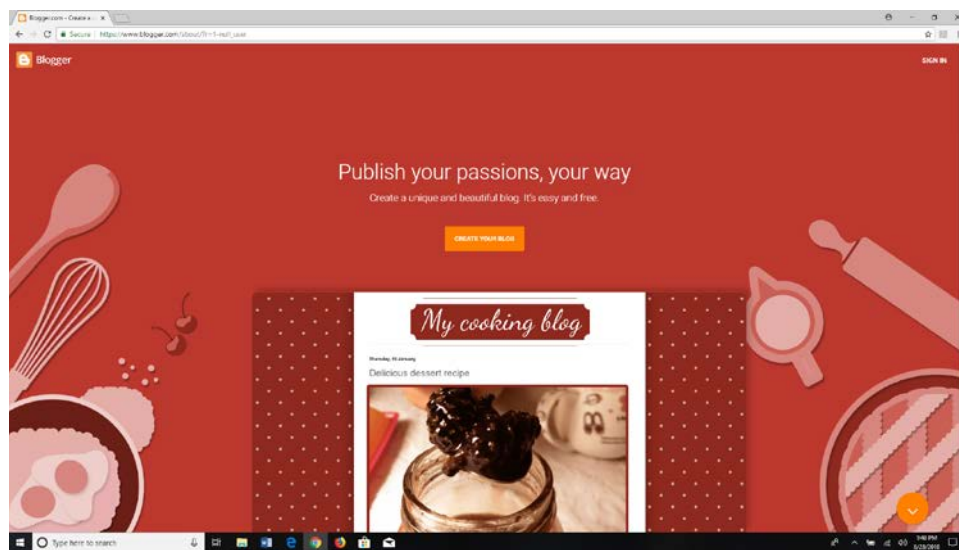 Blogger.com - Create a
Secure | https://www.blogger.com/about/?r=1-null_user
Blogger
SIGN IN
Publish your passions, your way
Create a unique and beautiful blog. It's easy and free.
CREATE YOUR BLOG
My cooking blog
Delicious dessert recipe
Type here to search